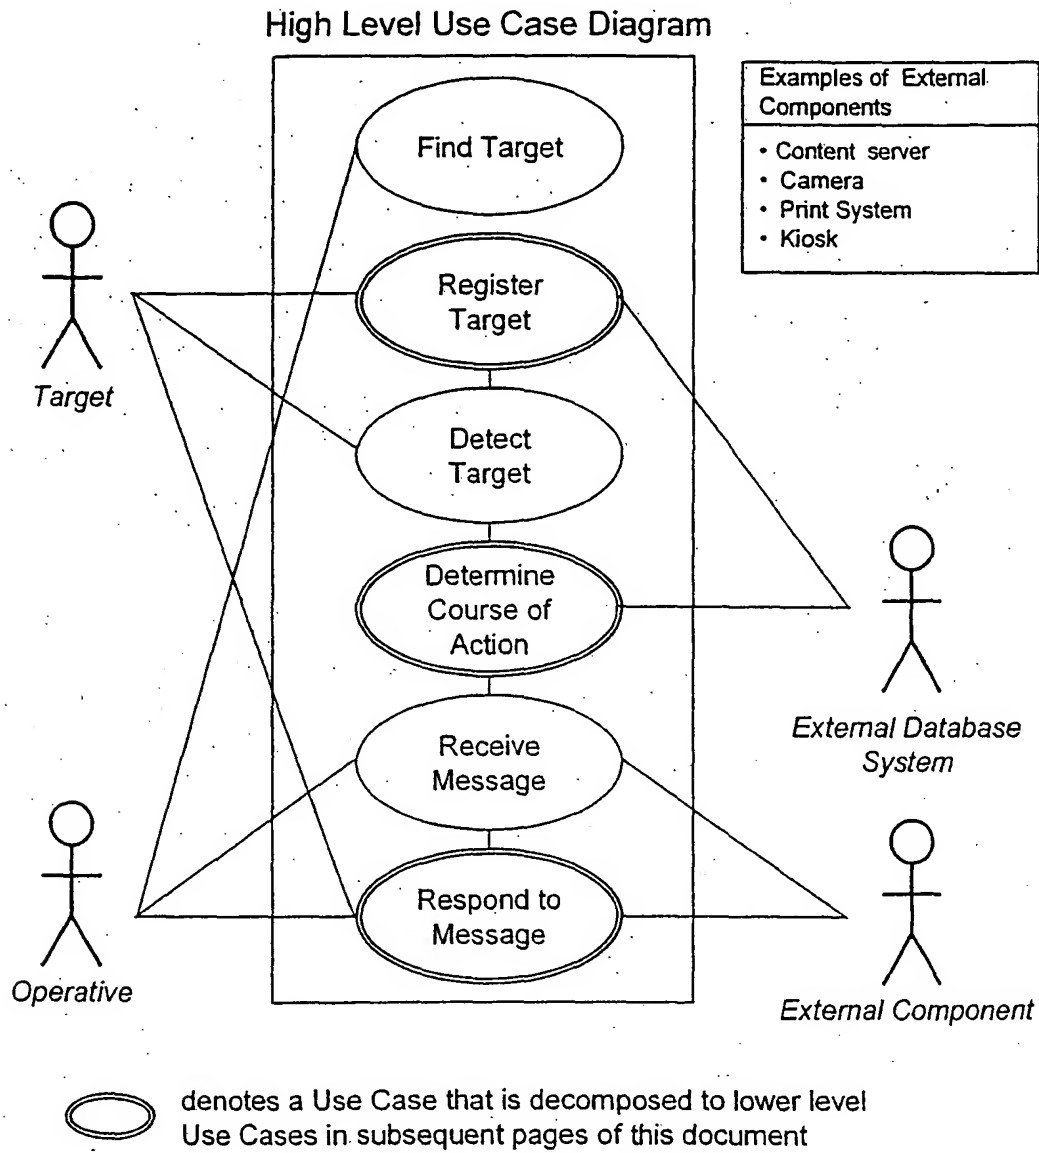 High Level Use Case Diagram
Examples of External
Components
• Content server
• Camera
• Print System
• Kiosk
Find Target
Register
Target
Target
Detect
Target
Determine
Course of
Action
External Database
System
Receive
Message
Respond to
Message
Operative
External Component
denotes a Use Case that is decomposed to lower level
Use Cases in subsequent pages of this document